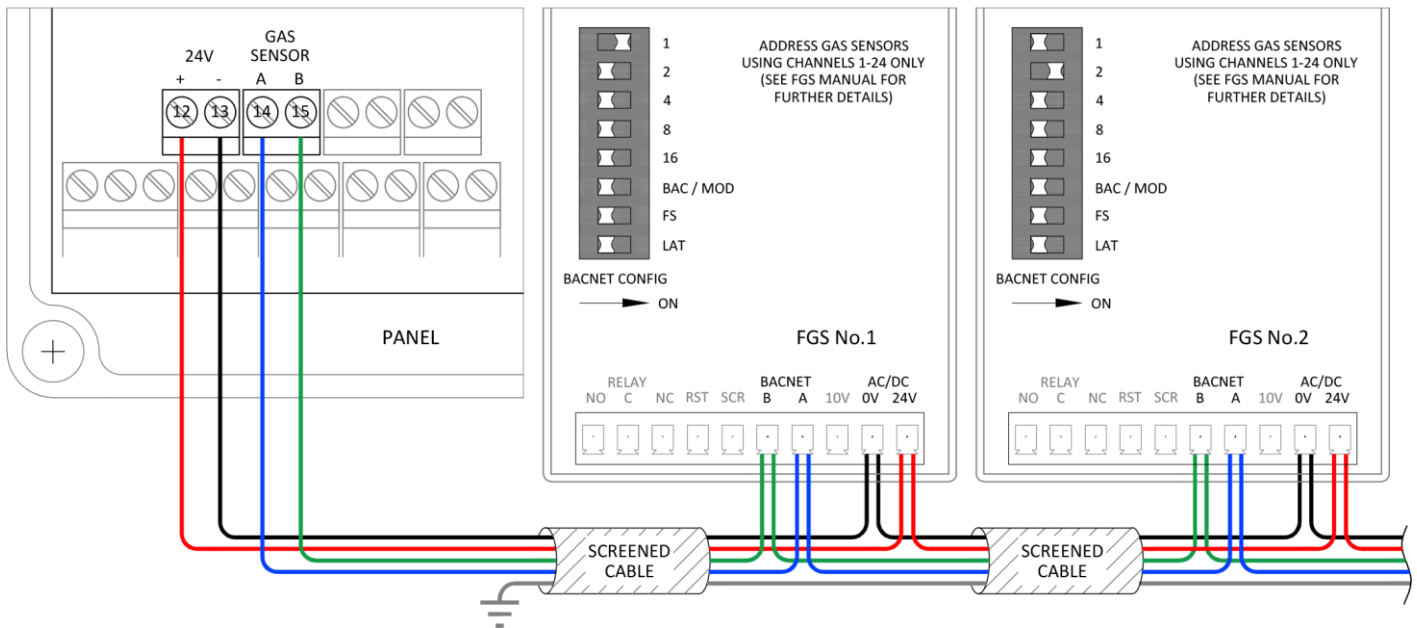 24V
GAS
SENSOR
+ - A B
12 13 14 15
PANEL
1
2
4
8
16
BAC / MOD
FS
LAT
BACNET CONFIG
ON
ADDRESS GAS SENSORS
USING CHANNELS 1-24 ONLY
(SEE FGS MANUAL FOR
FURTHER DETAILS)
FGS No.1
RELAY BACNET AC/DC
NO C NC RST SCR B A 10V 0V 24V
1
2
4
8
16
BAC / MOD
FS
LAT
BACNET CONFIG
ON
ADDRESS GAS SENSORS
USING CHANNELS 1-24 ONLY
(SEE FGS MANUAL FOR
FURTHER DETAILS)
FGS No.2
RELAY BACNET AC/DC
NO C NC RST SCR B A 10V 0V 24V
SCREENED
CABLE
SCREENED
CABLE